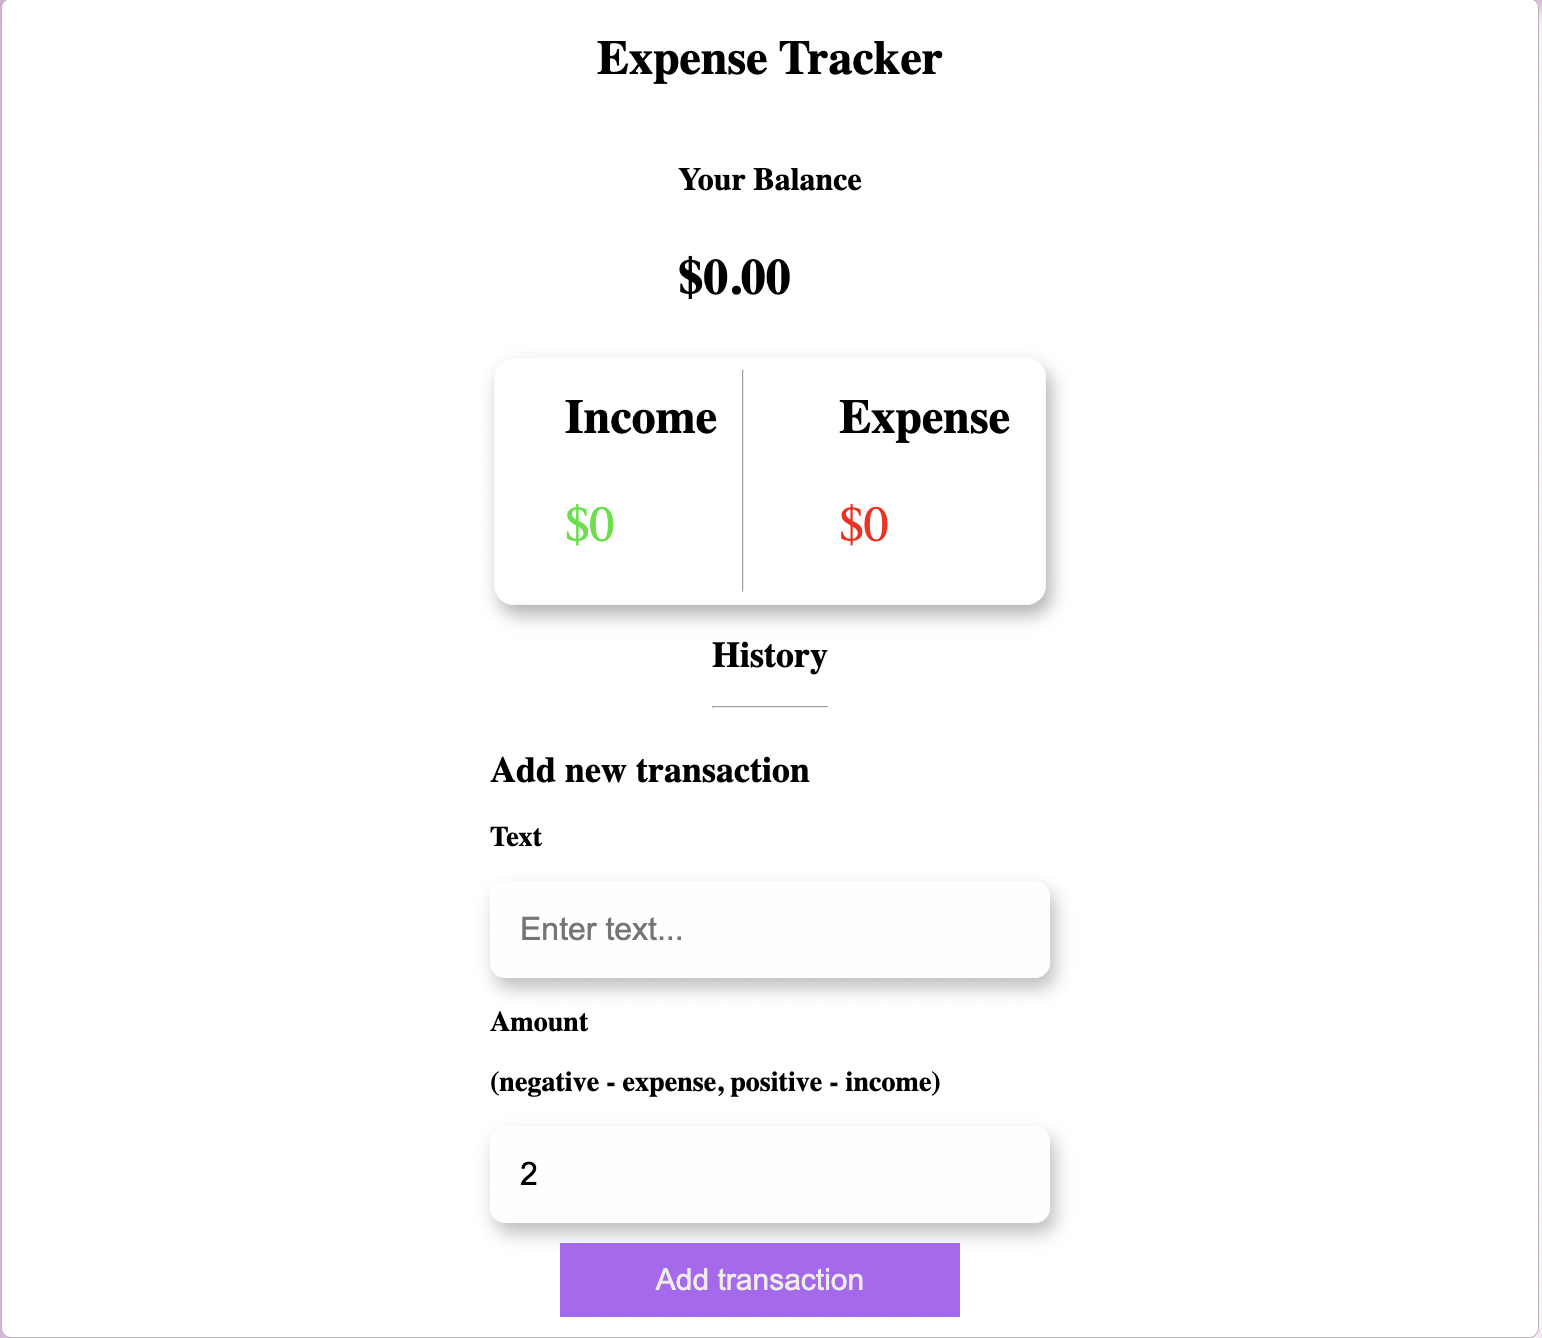 Expense Tracker
Your Balance
$0.00
Income
Expense
$0
$0
History
Add new transaction
Text
Enter text...
Amount
(negative - expense, positive - income)
2
Add transaction